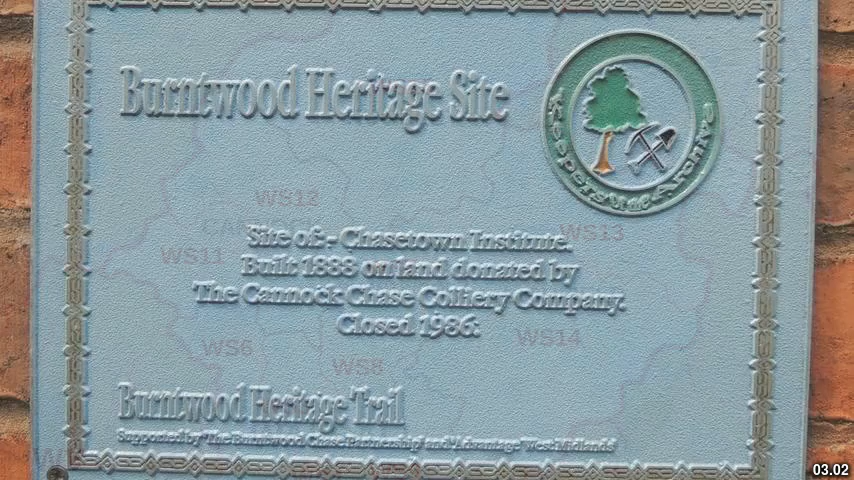 Burntwood Heritage Site
Keepers the Archive
WS12
CANNOCK
WS13
Site of:- Chasetown Institute.
WS11
Built 1888 on land donated by
The Cannock Chase Colliery Company.
Closed 1986.
WS14
WS6
WS8
Burntwood Heritage Trail
Supported by 'The Burntwood Chase Partnership' and 'Advantage West Midlands'
03.02